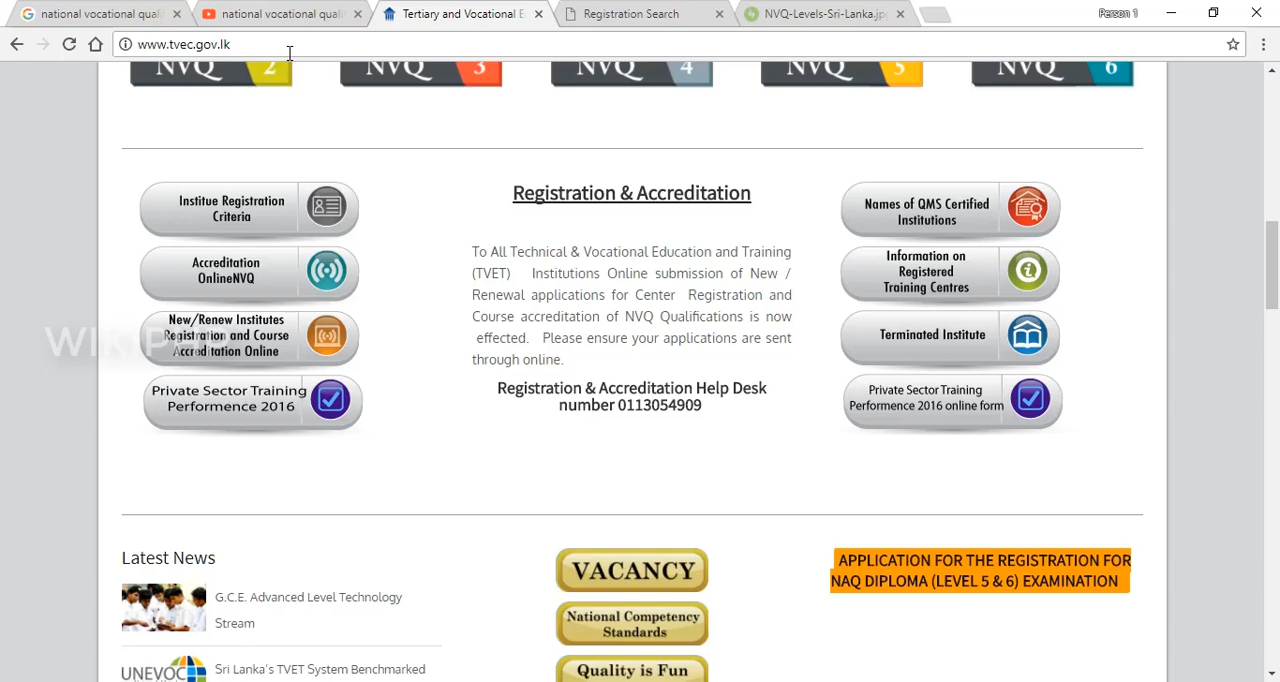 national vocational quali
national vocational quali
Tertiary and Vocational E
Registration Search
NVQ-Levels-Sri-Lanka.jp
Person 1
www.tvec.gov.lk
NVQ 2
NVQ 3
NVQ 4
NVQ 5
NVQ 6
Institue Registration
Criteria
Accreditation
OnlineNVQ
New/Renew Institutes
Registration and Course
Accreditation Online
Private Sector Training
Performence 2016
WIKIPHP
Registration & Accreditation
To All Technical & Vocational Education and Training
(TVET) Institutions Online submission of New /
Renewal applications for Center Registration and
Course accreditation of NVQ Qualifications is now
effected. Please ensure your applications are sent
through online.
Registration & Accreditation Help Desk
number 0113054909
Names of QMS Certified
Institutions
Information on
Registered
Training Centres
Terminated Institute
Private Sector Training
Performence 2016 online form
Latest News
G.C.E. Advanced Level Technology
Stream
UNEVOC
Sri Lanka's TVET System Benchmarked
VACANCY
National Competency
Standards
Quality is Fun
APPLICATION FOR THE REGISTRATION FOR
NAQ DIPLOMA (LEVEL 5 & 6) EXAMINATION